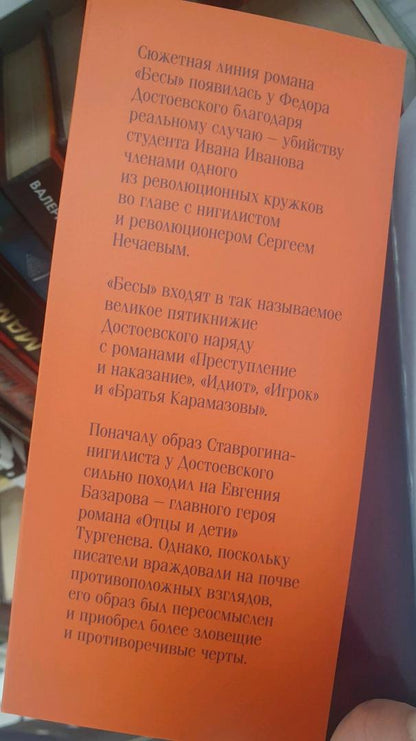 Сюжетная линия романа
«Бесы» появилась у Федора
Достоевского благодаря
реальному случаю – убийству
студента Ивана Иванова
членами одного
из революционных кружков
во главе с нигилистом
и революционером Сергеем
Нечаевым.
«Бесы» входят в так называемое
великое пятикнижие
Достоевского наряду
с романами «Преступление
и наказание», «Идиот», «Игрок»
и «Братья Карамазовы».
Поначалу образ Ставрогина-
нигилиста у Достоевского
сильно походил на Евгения
Базарова – главного героя
романа «Отцы и дети»
Тургенева. Однако, поскольку
писатели враждовали на почве
противоположных взглядов,
его образ был переосмыслен
и приобрел более зловещие
и противоречивые черты.
ВАЛЕР